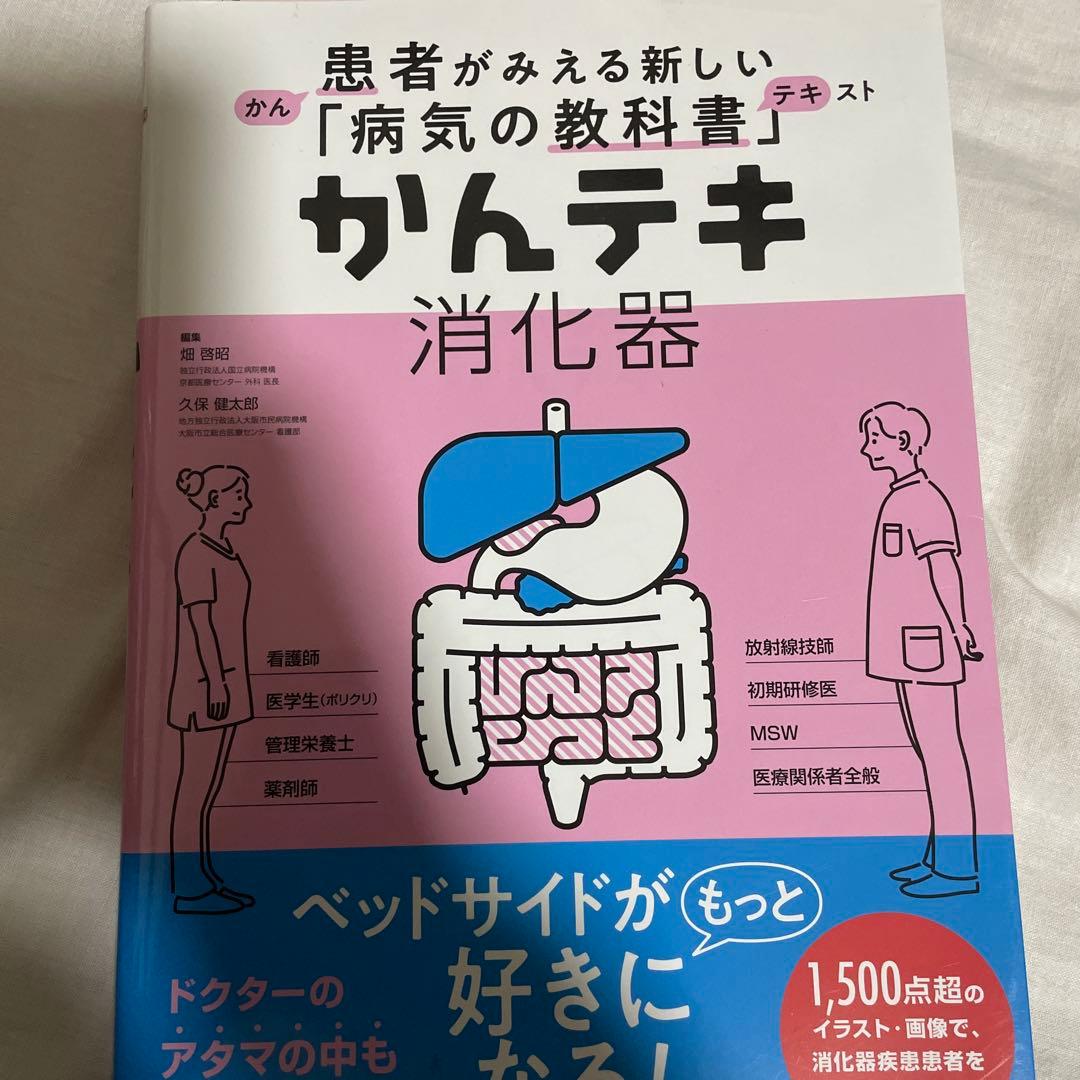 患者がみえる新しい
かん
「病気の教科書」
テキスト
かんテキ
消化器
編集
畑 啓昭
独立行政法人国立病院機構
京都医療センター 外科 医長
久保 健太郎
地方独立行政法人大阪市民病院機構
大阪市立総合医療センター 看護部
看護師
医学生(ポリクリ)
管理栄養士
薬剤師
放射線技師
初期研修医
MSW
医療関係者全般
ベッドサイドが
もっと
好きに
なる!
ドクターの
アタマの中も
1,500点超の
イラスト・画像で、
消化器疾患患者を